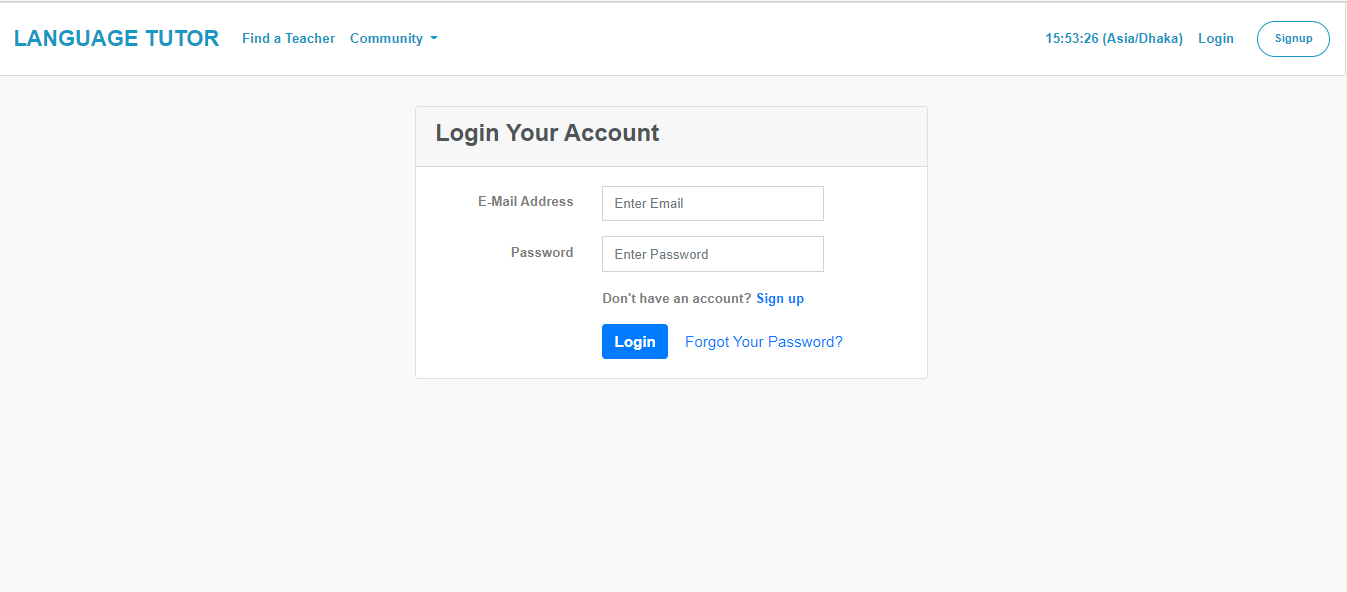 LANGUAGE TUTOR Find a Teacher Community 15:53:26 (Asia/Dhaka) Login Signup
Login Your Account
E-Mail Address Enter Email
Password Enter Password
Don't have an account? Sign up
Login Forgot Your Password?